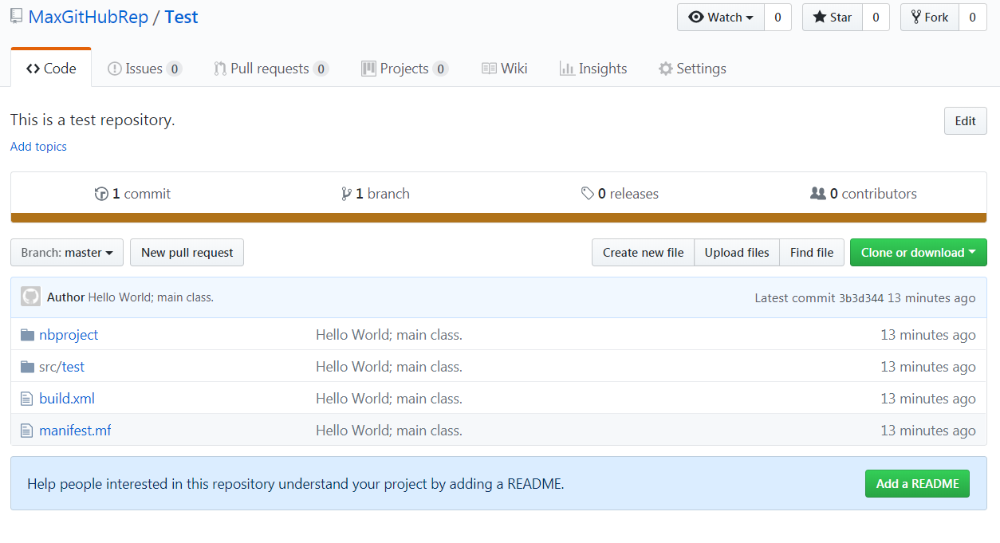 MaxGitHubRep / Test
Watch 0 Star 0 Fork 0
Code Issues 0 Pull requests 0 Projects 0 Wiki Insights Settings
This is a test repository. Edit
Add topics
1 commit 1 branch 0 releases 0 contributors
Branch: master New pull request Create new file Upload files Find file Clone or download
Author Hello World; main class. Latest commit 3b3d344 13 minutes ago
nbproject Hello World; main class. 13 minutes ago
src/test Hello World; main class. 13 minutes ago
build.xml Hello World; main class. 13 minutes ago
manifest.mf Hello World; main class. 13 minutes ago
Help people interested in this repository understand your project by adding a README. Add a README